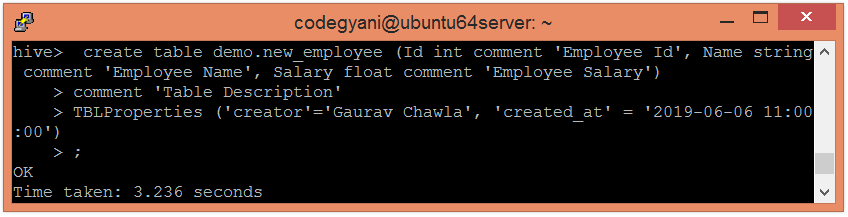 codegyani@ubuntu64server: ~
hive>  create table demo.new_employee (Id int comment 'Employee Id', Name string
 comment 'Employee Name', Salary float comment 'Employee Salary')
    > comment 'Table Description'
    > TBLProperties ('creator'='Gaurav Chawla', 'created_at' = '2019-06-06 11:00
:00')
    > ;
OK
Time taken: 3.236 seconds